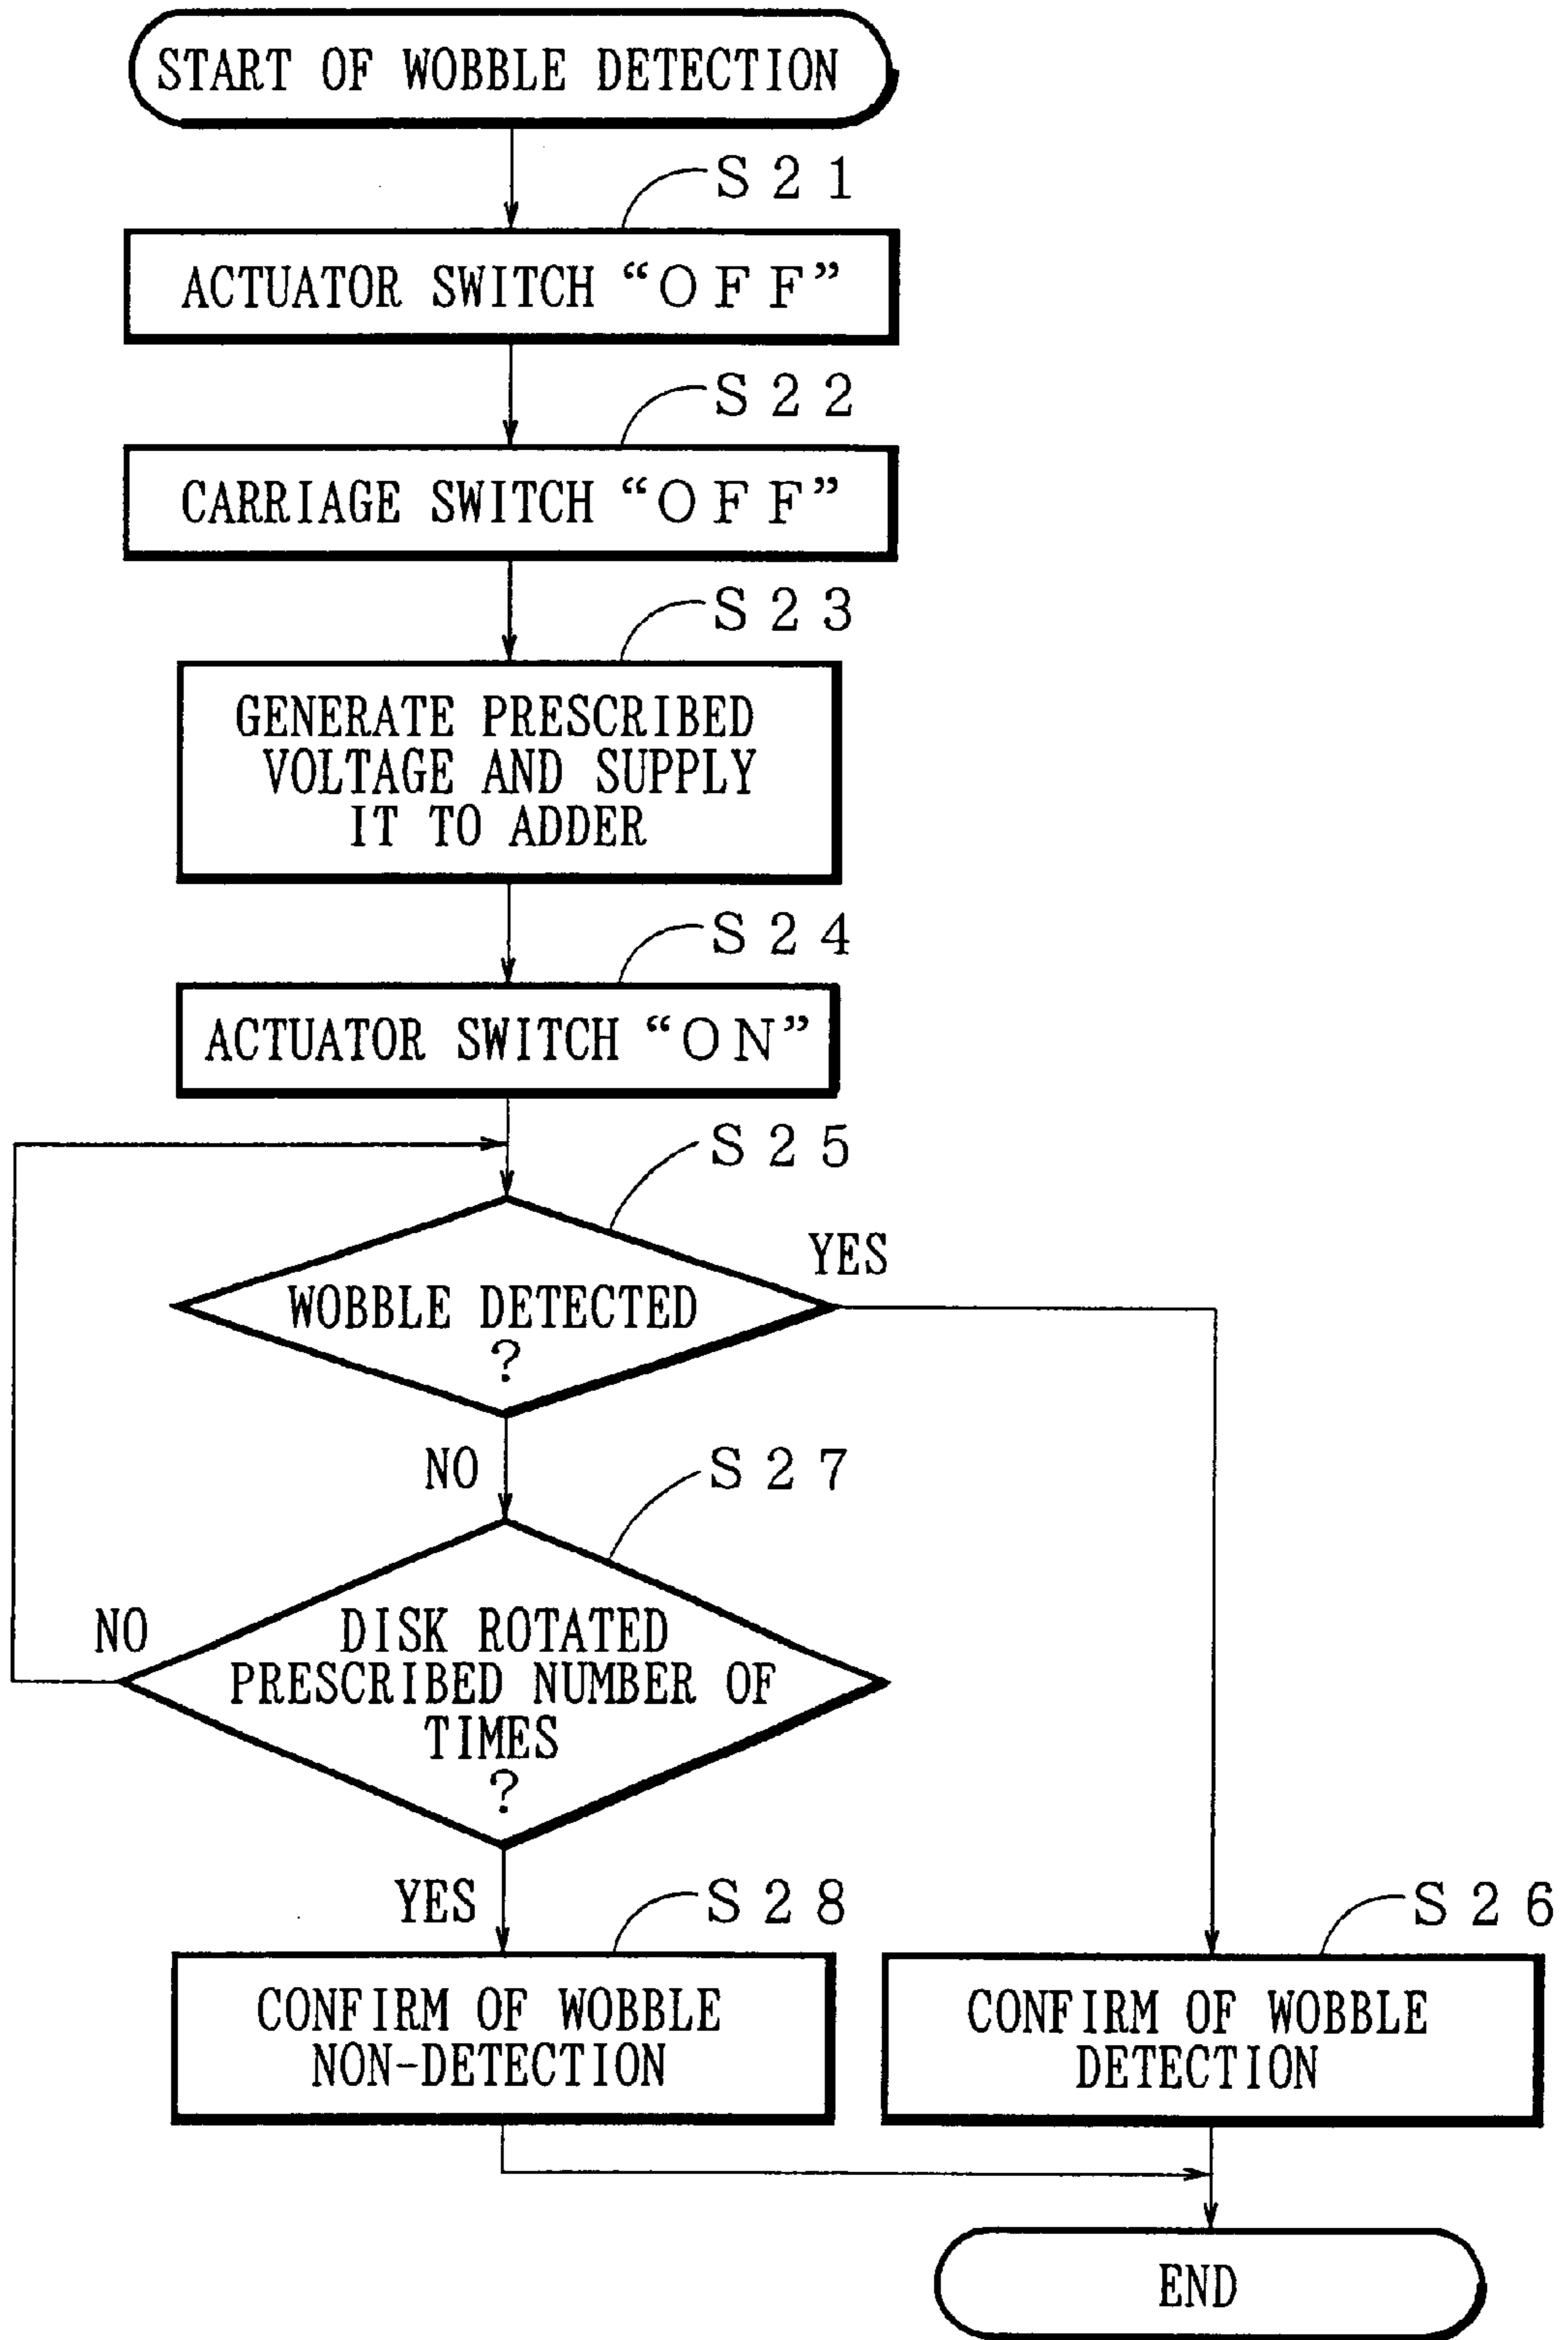 START OF WOBBLE DETECTION
S21
ACTUATOR SWITCH “OFF”
S22
CARRIAGE SWITCH “OFF”
S23
GENERATE PRESCRIBED
VOLTAGE AND SUPPLY
IT TO ADDER
S24
ACTUATOR SWITCH “ON”
S25
YES
WOBBLE DETECTED
?
NO
S27
NO
DISK ROTATED
PRESCRIBED NUMBER OF
TIMES
?
YES
S28
CONFIRM OF WOBBLE
NON-DETECTION
S26
CONFIRM OF WOBBLE
DETECTION
END